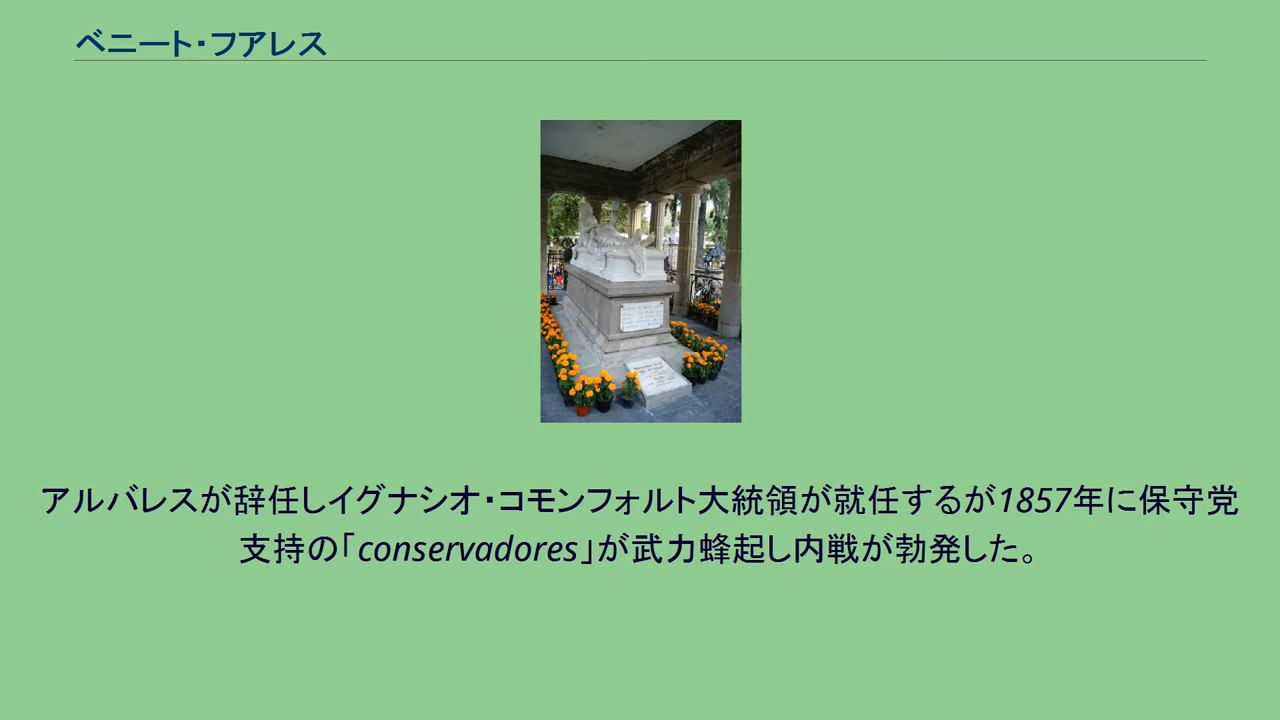 ベニート・フアレス
アルバレスが辞任しイグナシオ・コモンフォルト大統領が就任するが1857年に保守党
支持の「conservadores」が武力蜂起し内戦が勃発した。